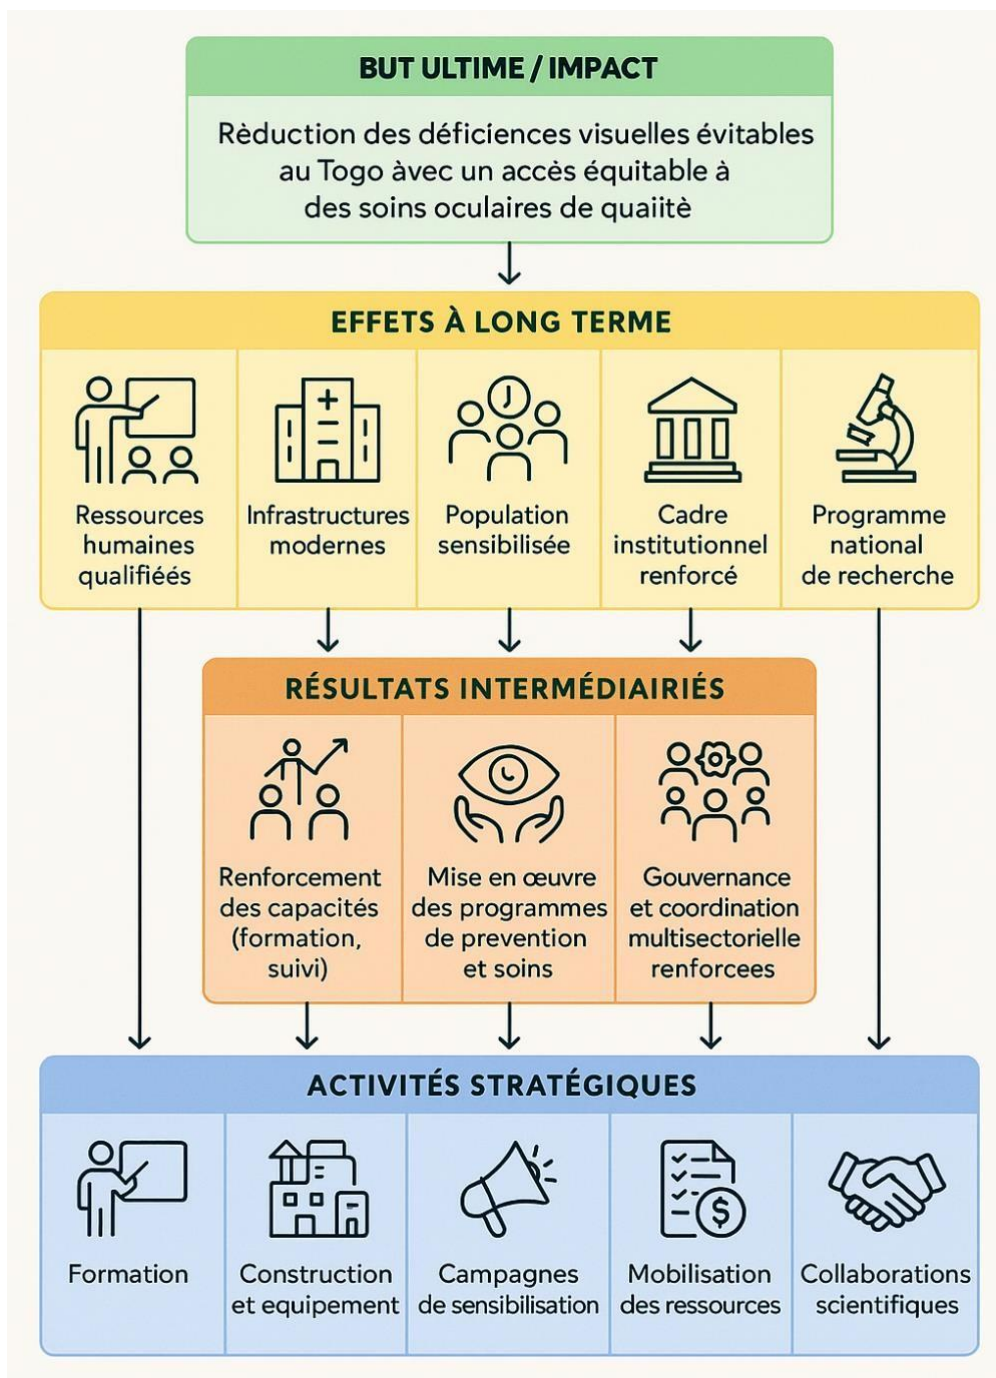 BUT ULTIME / IMPACT
Rèduction des déficiences visuelles évitables
au Togo àvec un accès équitable à
des soins oculaires de quaiitè
EFFETS À LONG TERME
Ressources
humaines
qualifiéés
Infrastructures
modernes
Population
sensibilisée
Cadre
institutionnel
renforcé
Programme
national
de recherche
RÉSULTATS INTERMÉDIAIRIÉS
Renforcement
des capacités
(formation,
suivi)
Mise en œuvre
des programmes
de prevention
et soins
Gouvernance
et coordination
multisectorielle
renforcees
ACTIVITÉS STRATÉGIQUES
$
Formation
Construction
et equipement
Campagnes
de sensibilisation
Mobilisation
des ressources
Collaborations
scientifiques